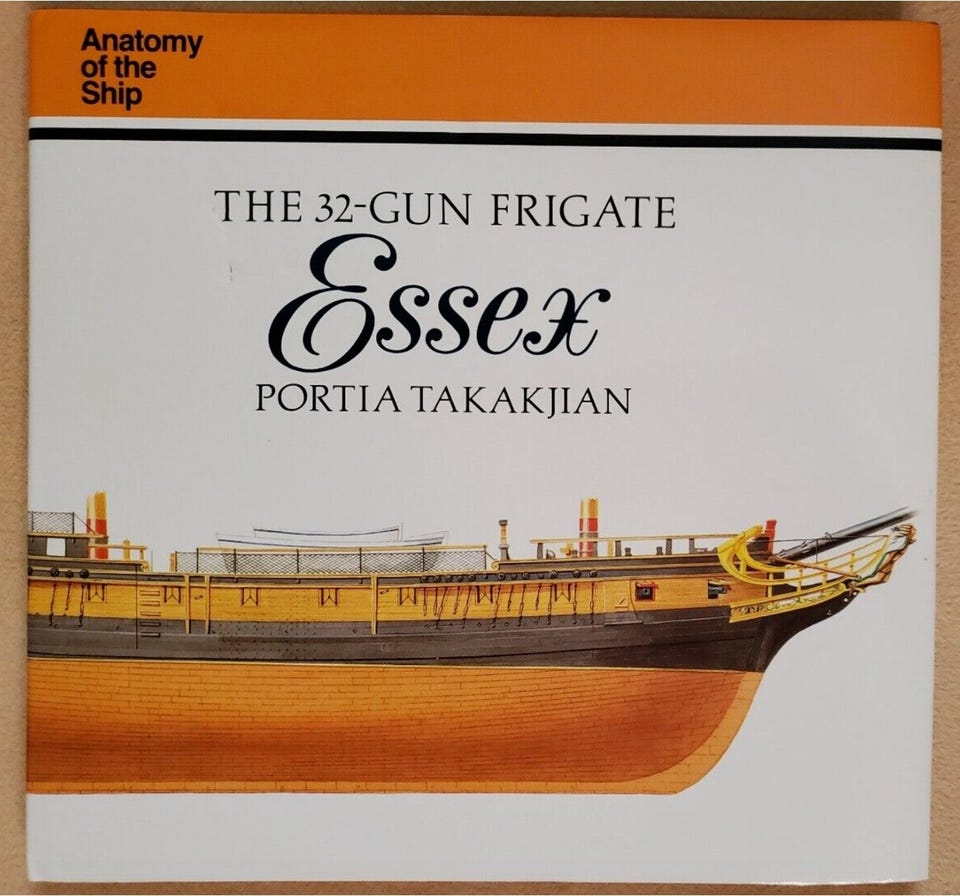 Anatomy
of the
Ship
THE 32-GUN FRIGATE
Essex
PORTIA TAKAKJIAN